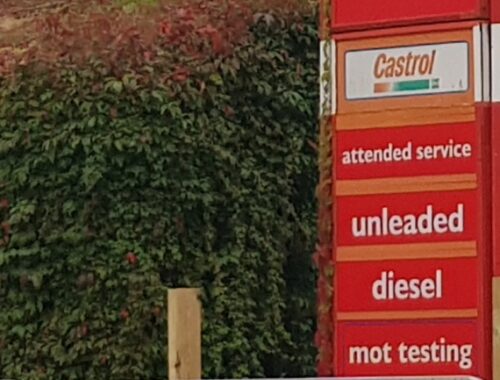 Castrol
attended service
unleaded
diesel
mot testing